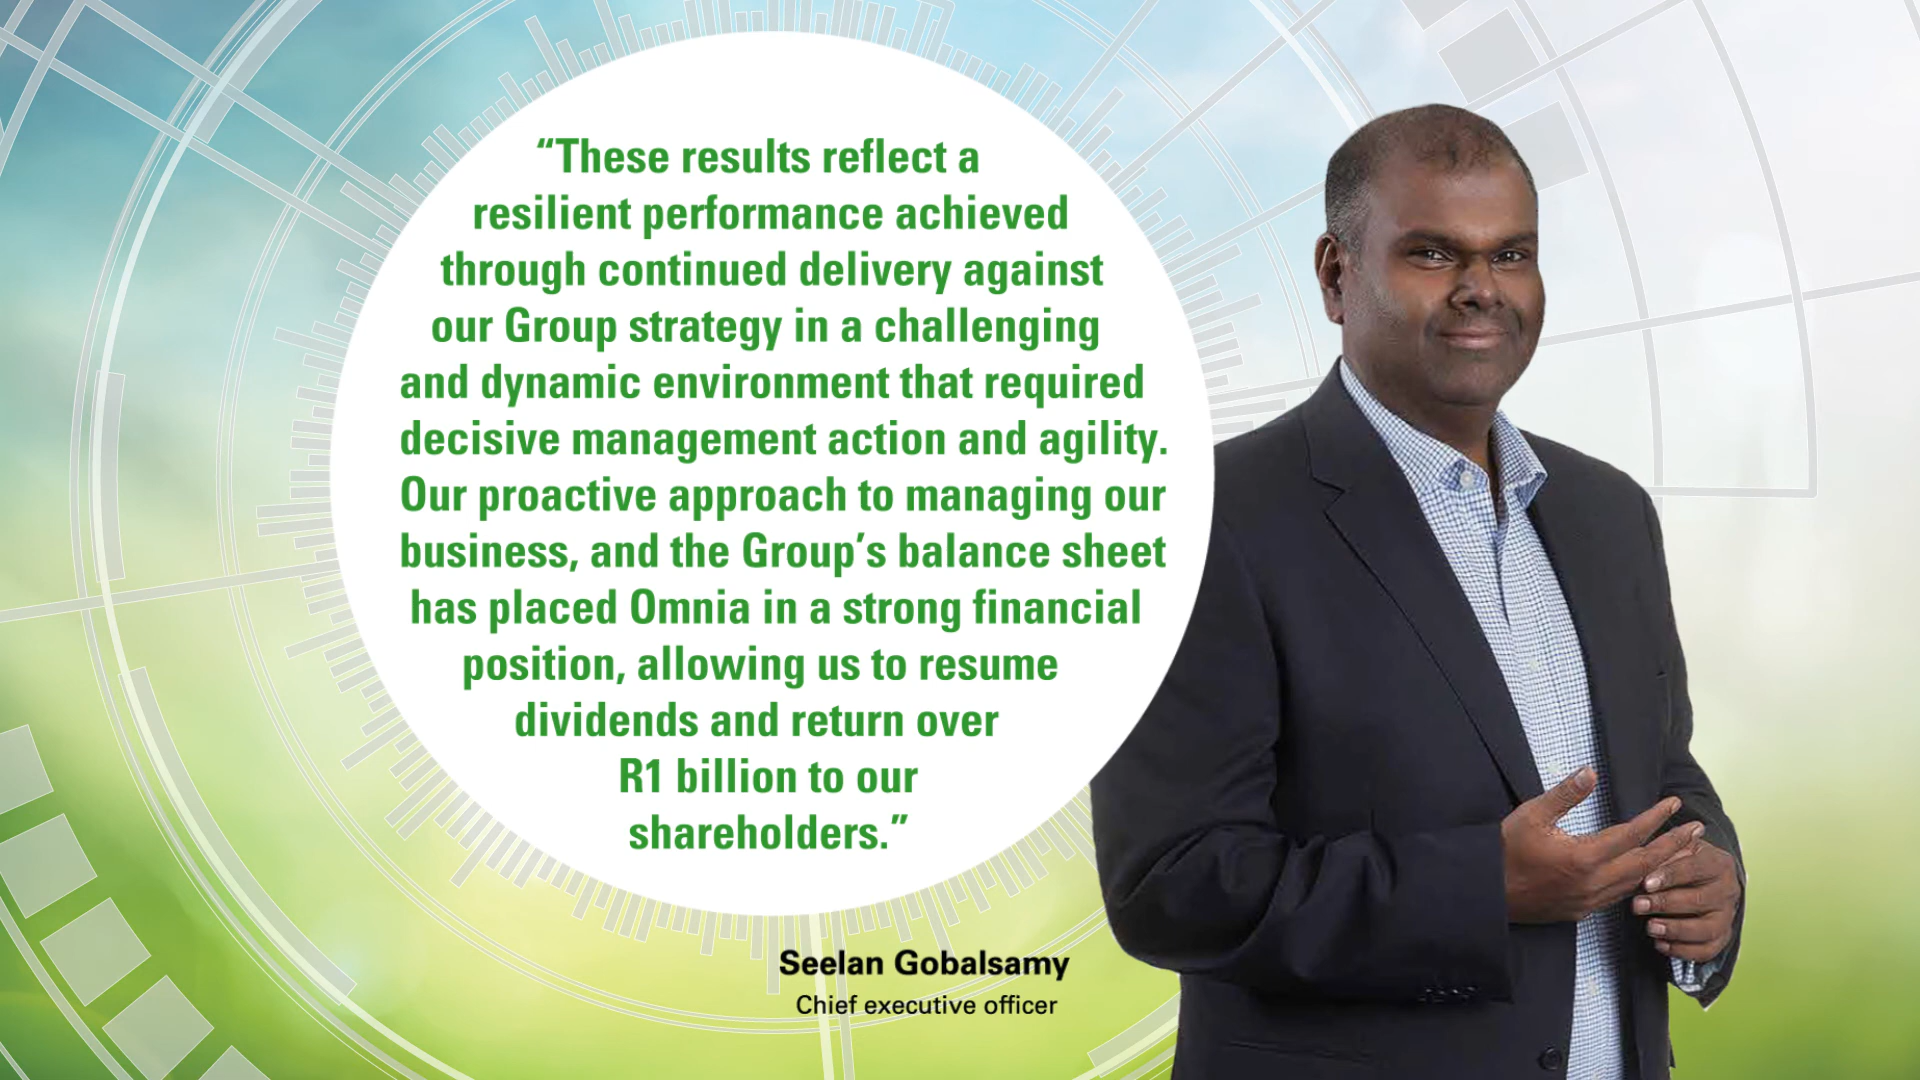 “These results reflect a
resilient performance achieved
through continued delivery against
our Group strategy in a challenging
and dynamic environment that required
decisive management action and agility.
Our proactive approach to managing our
business, and the Group’s balance sheet
has placed Omnia in a strong financial
position, allowing us to resume
dividends and return over
R1 billion to our
shareholders.”
Seelan Gobalsamy
Chief executive officer